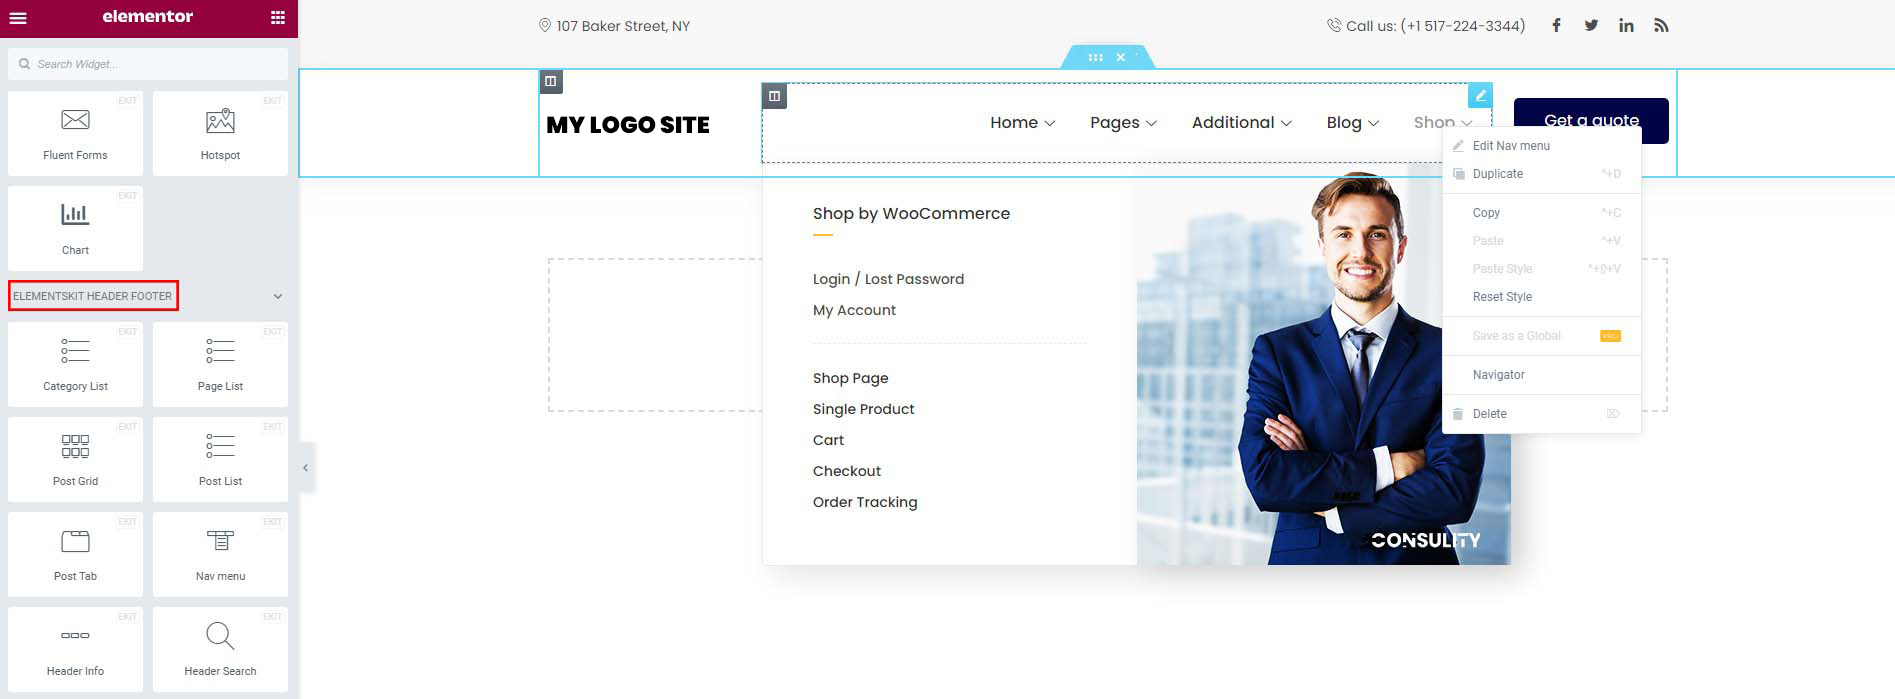 elementor
Search Widget...
EKIT
Fluent Forms
EKIT
Hotspot
EKIT
Chart
ELEMENTSKIT HEADER FOOTER
EKIT
Category List
EKIT
Page List
EKIT
Post Grid
EKIT
Post List
EKIT
Post Tab
EKIT
Nav menu
EKIT
Header Info
EKIT
Header Search
107 Baker Street, NY
Call us: (+1 517-224-3344)
MY LOGO SITE
Home
Pages
Additional
Blog
Shop
Get a quote
Shop by WooCommerce
Login / Lost Password
My Account
Shop Page
Single Product
Cart
Checkout
Order Tracking
CONSULITY
Edit Nav menu
Duplicate ^+D
Copy ^+C
Paste ^+V
Paste Style ^+⇧+V
Reset Style
Save as a Global PRO
Navigator
Delete ⌦